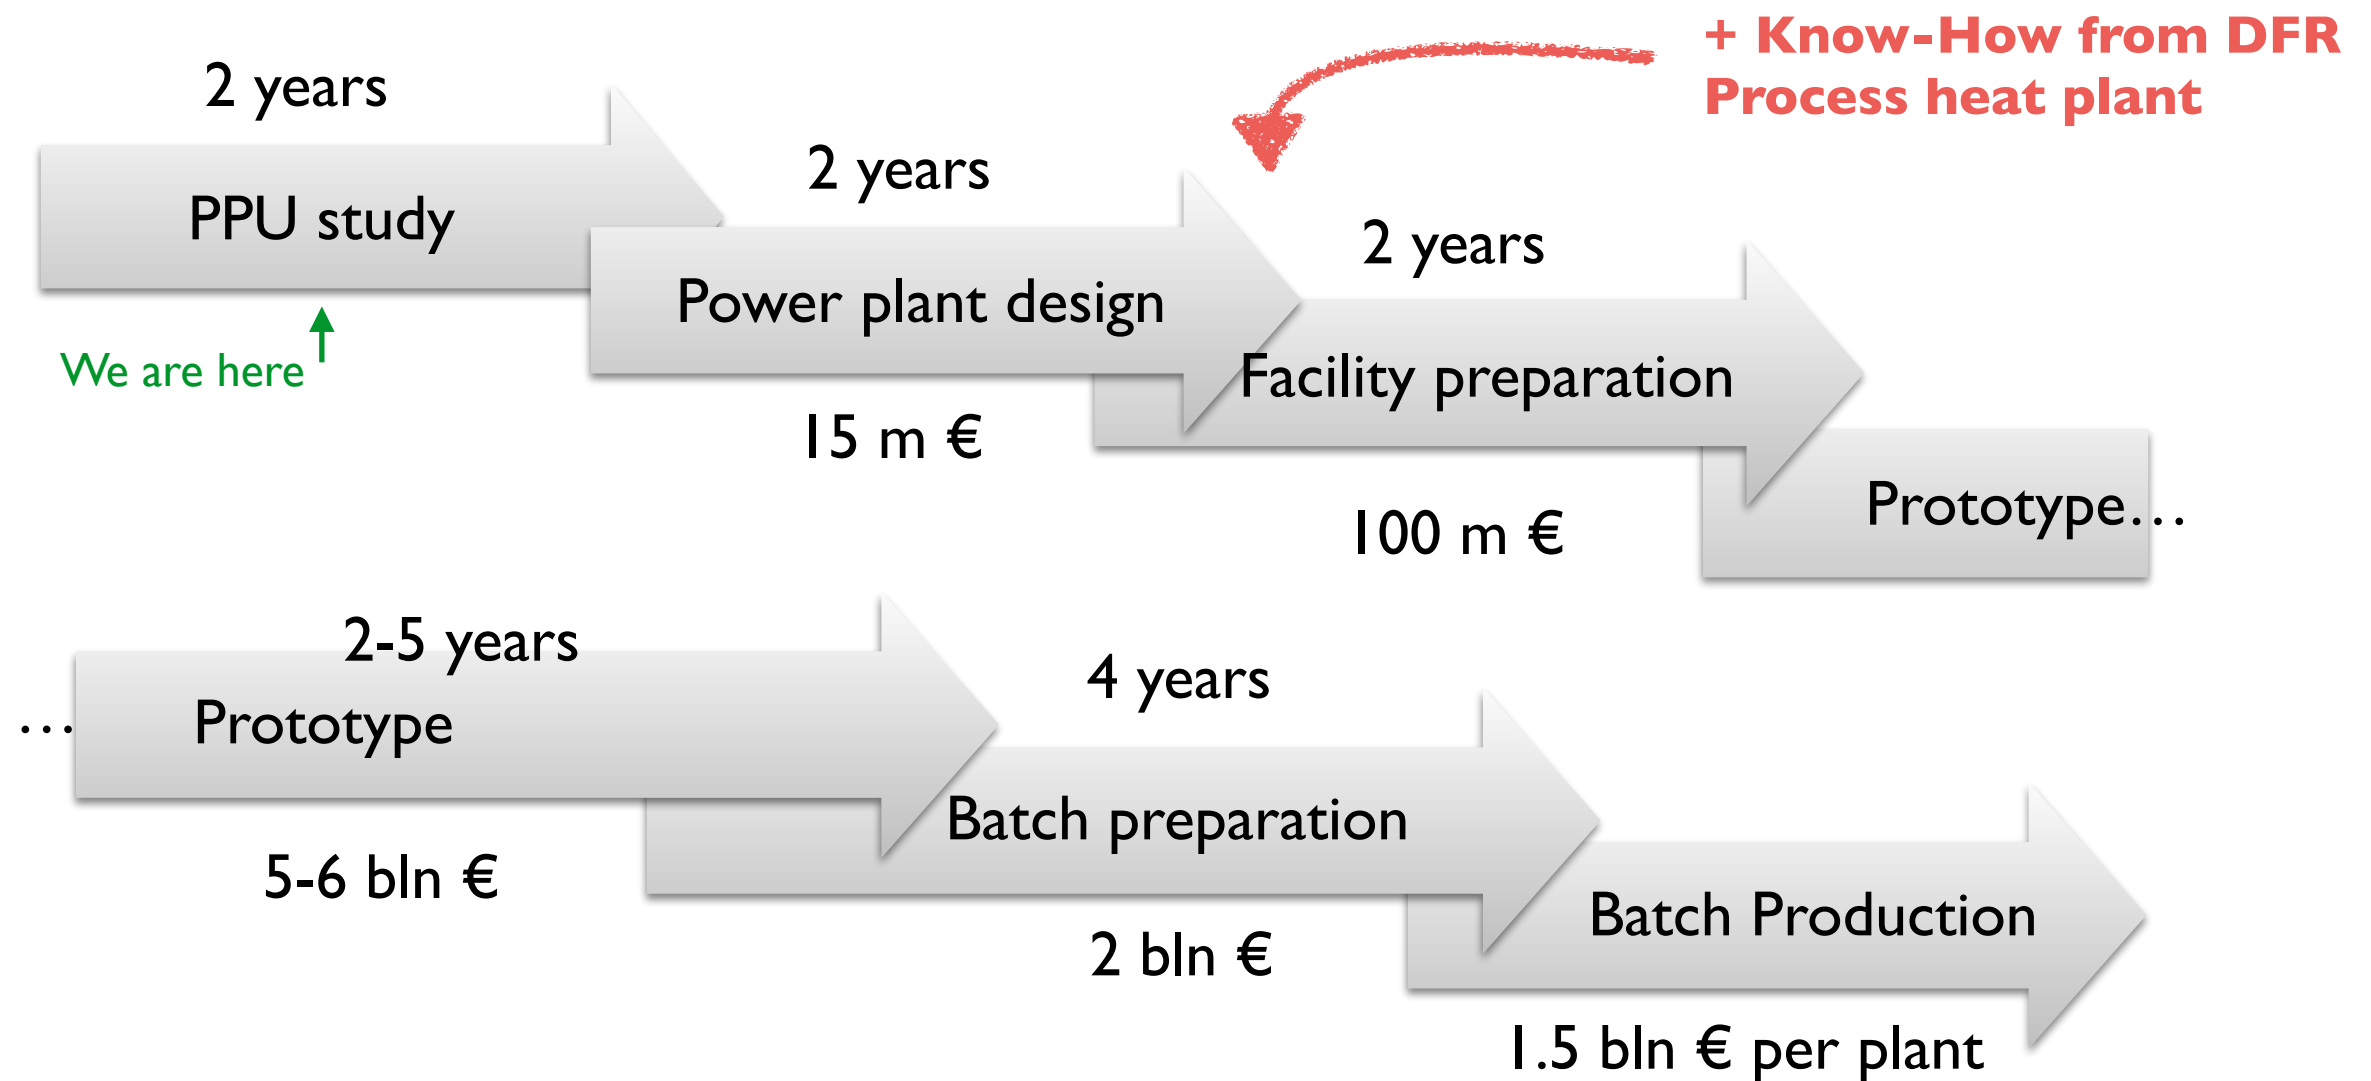 + Know-How from DFR
Process heat plant
2 years
PPU study
We are here
2 years
Power plant design
15 m €
2 years
Facility preparation
100 m €
Prototype…
2-5 years
… Prototype
5-6 bln €
4 years
Batch preparation
2 bln €
Batch Production
1.5 bln € per plant